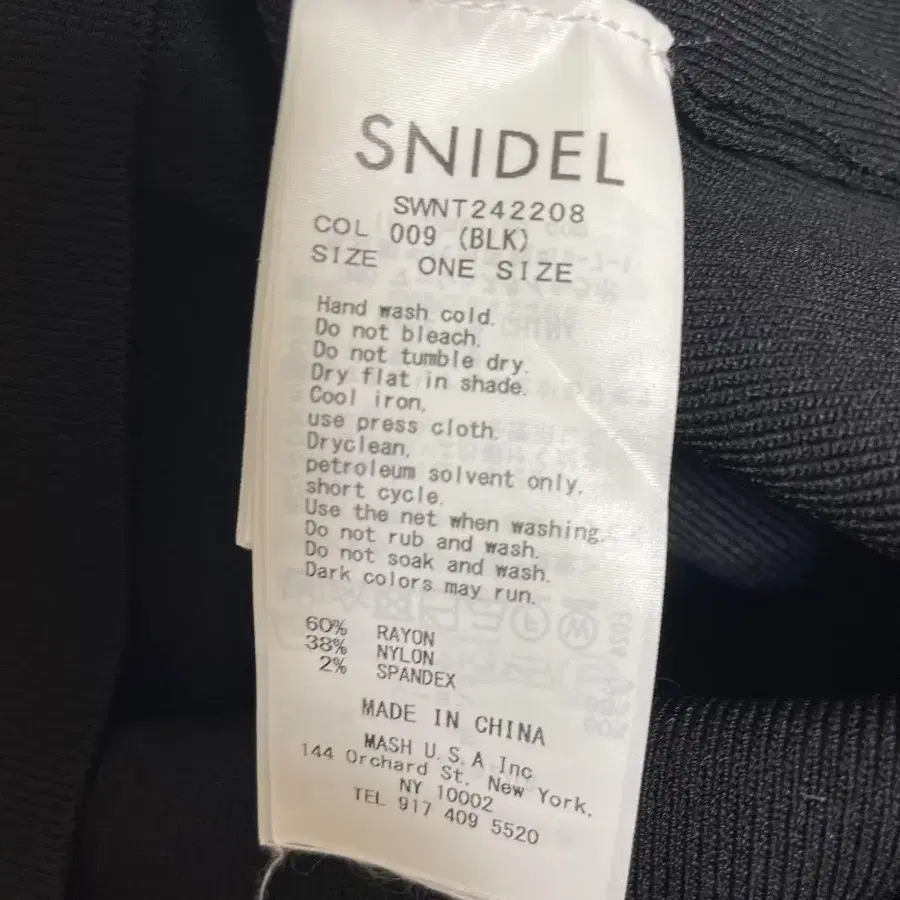 SNIDEL
SWNT242208
COL 009 (BLK)
SIZE ONE SIZE
Hand wash cold.
Do not bleach.
Do not tumble dry.
Dry flat in shade.
Cool iron,
use press cloth.
Dryclean,
petroleum solvent only,
short cycle.
Use the net when washing.
Do not rub and wash.
Do not soak and wash.
Dark colors may run.
60% RAYON
38% NYLON
2% SPANDEX
MADE IN CHINA
MASH U.S.A Inc
144 Orchard St. New York,
NY 10002
TEL 917 409 5520